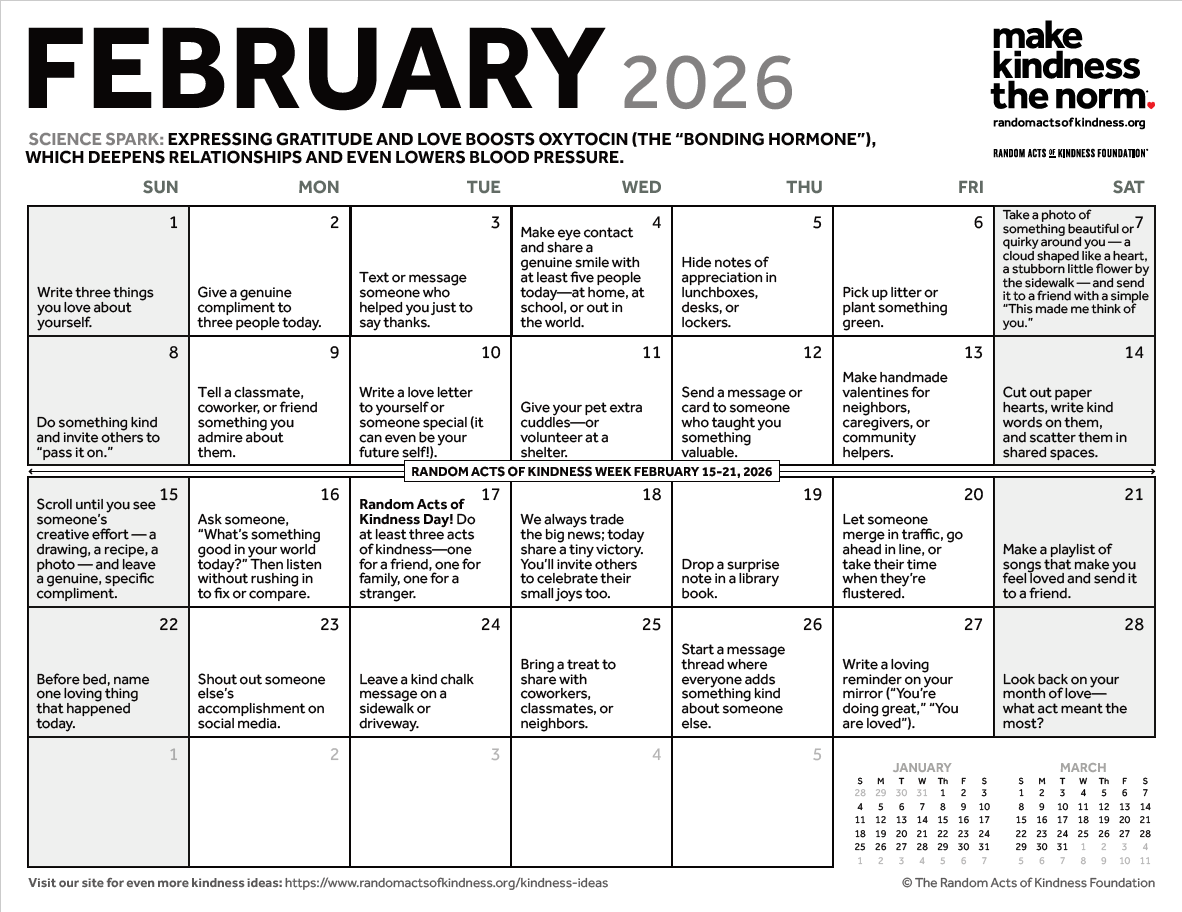 FEBRUARY 2026
make
kindness
the norm.
randomactsofkindness.org
RANDOM ACTS OF KINDNESS FOUNDATION
SCIENCE SPARK: EXPRESSING GRATITUDE AND LOVE BOOSTS OXYTOCIN (THE “BONDING HORMONE”),
WHICH DEEPENS RELATIONSHIPS AND EVEN LOWERS BLOOD PRESSURE.
SUN MON TUE WED THU FRI SAT
1
Write three things
you love about
yourself.
2
Give a genuine
compliment to
three people today.
3
Text or message
someone who
helped you just to
say thanks.
4
Make eye contact
and share a
genuine smile with
at least five people
today—at home, at
school, or out in
the world.
5
Hide notes of
appreciation in
lunchboxes,
desks, or
lockers.
6
Pick up litter or
plant something
green.
7
Take a photo of
something beautiful or
quirky around you — a
cloud shaped like a heart,
a stubborn little flower by
the sidewalk — and send
it to a friend with a simple
“This made me think of
you.”
8
Do something kind
and invite others to
“pass it on.”
9
Tell a classmate,
coworker, or friend
something you
admire about
them.
10
Write a love letter
to yourself or
someone special (it
can even be your
future self!).
11
Give your pet extra
cuddles—or
volunteer at a
shelter.
12
Send a message or
card to someone
who taught you
something
valuable.
13
Make handmade
valentines for
neighbors,
caregivers, or
community
helpers.
14
Cut out paper
hearts, write kind
words on them,
and scatter them in
shared spaces.
RANDOM ACTS OF KINDNESS WEEK FEBRUARY 15-21, 2026
15
Scroll until you see
someone's
creative effort — a
drawing, a recipe, a
photo — and leave
a genuine, specific
compliment.
16
Ask someone,
“What’s something
good in your world
today?” Then listen
without rushing in
to fix or compare.
17
Random Acts of
Kindness Day! Do
at least three acts
of kindness—one
for a friend, one for
family, one for a
stranger.
18
We always trade
the big news; today
share a tiny victory.
You’ll invite others
to celebrate their
small joys too.
19
Drop a surprise
note in a library
book.
20
Let someone
merge in traffic, go
ahead in line, or
take their time
when they’re
flustered.
21
Make a playlist of
songs that make you
feel loved and send it
to a friend.
22
Before bed, name
one loving thing
that happened
today.
23
Shout out someone
else’s
accomplishment on
social media.
24
Leave a kind chalk
message on a
sidewalk or
driveway.
25
Bring a treat to
share with
coworkers,
classmates, or
neighbors.
26
Start a message
thread where
everyone adds
something kind
about someone
else.
27
Write a loving
reminder on your
mirror (“You’re
doing great,” “You
are loved”).
28
Look back on your
month of love—
what act meant the
most?
1 2 3 4 5
JANUARY
S M T W Th F S
28 29 30 31 1 2 3
4 5 6 7 8 9 10
11 12 13 14 15 16 17
18 19 20 21 22 23 24
25 26 27 28 29 30 31
1 2 3 4 5 6 7
MARCH
S M T W Th F S
1 2 3 4 5 6 7
8 9 10 11 12 13 14
15 16 17 18 19 20 21
22 23 24 25 26 27 28
29 30 31 1 2 3 4
5 6 7 8 9 10 11
Visit our site for even more kindness ideas: https://www.randomactsofkindness.org/kindness-ideas
© The Random Acts of Kindness Foundation